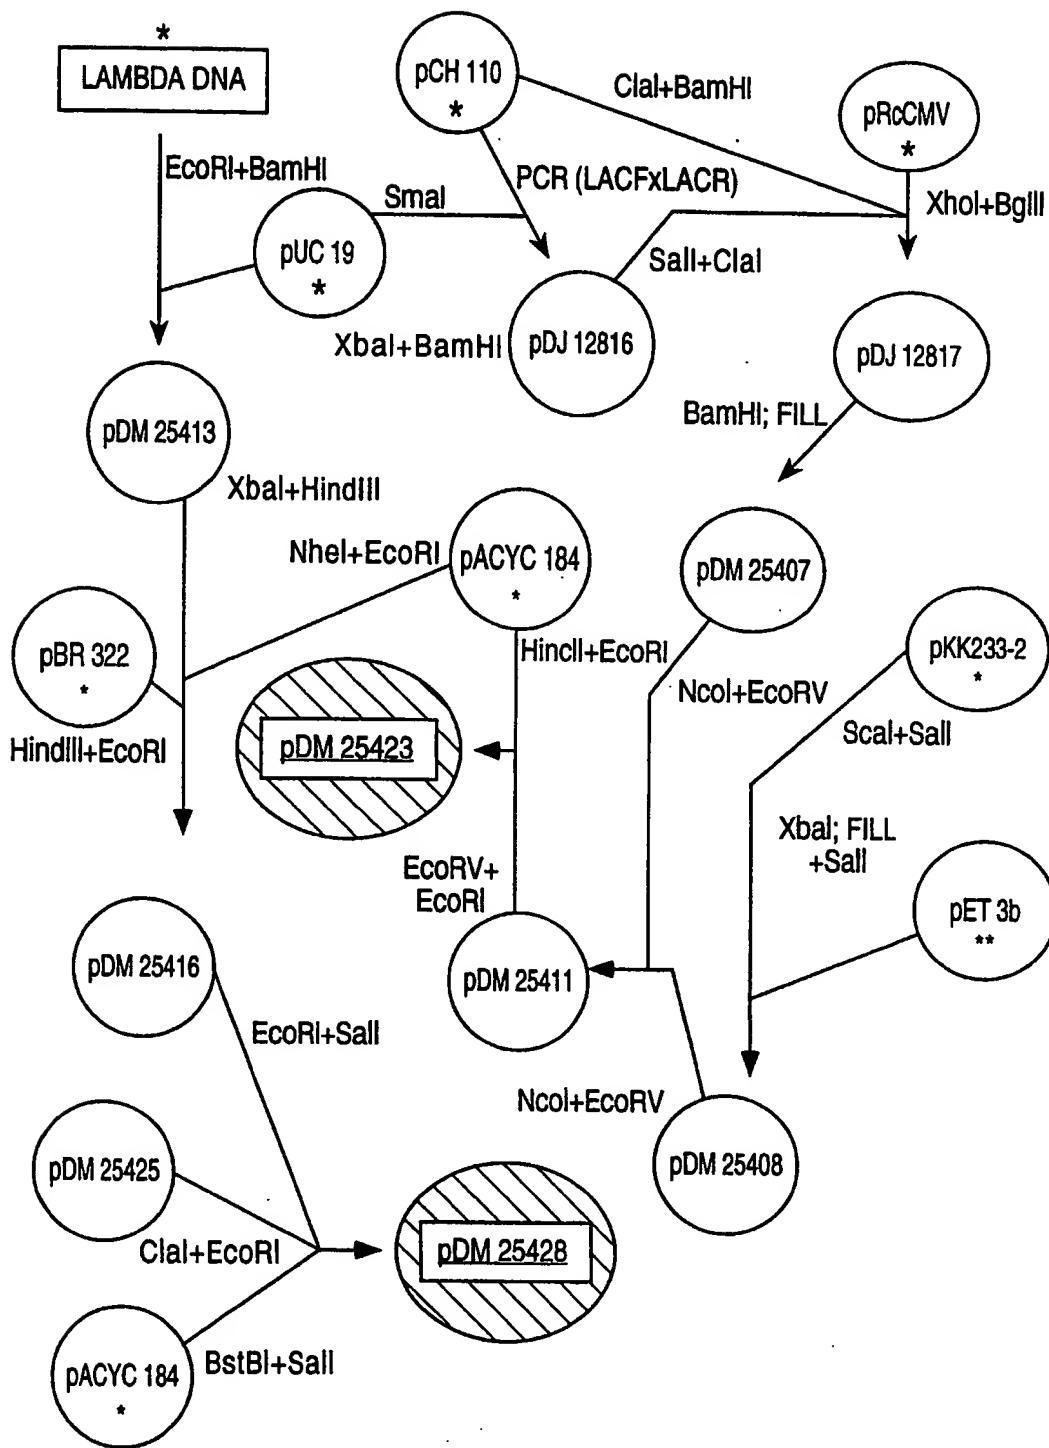 *
LAMBDA DNA
pCH 110
*
ClaI+BamHI
pRcCMV
*
EcoRI+BamHI
SmaI
PCR (LACFxLACR)
XhoI+BglII
pUC 19
*
SalI+ClaI
XbaI+BamHI
pDJ 12816
pDJ 12817
BamHI; FILL
pDM 25413
XbaI+HindIII
NheI+EcoRI
pACYC 184
*
pDM 25407
pBR 322
*
HincII+EcoRI
pKK233-2
*
NcoI+EcoRV
HindIII+EcoRI
pDM 25423
ScaI+SalI
XbaI; FILL
+SalI
EcoRV+
EcoRI
pET 3b
**
pDM 25416
pDM 25411
EcoRI+SalI
NcoI+EcoRV
pDM 25425
pDM 25408
ClaI+EcoRI
pDM 25428
pACYC 184
*
BstBI+SalI